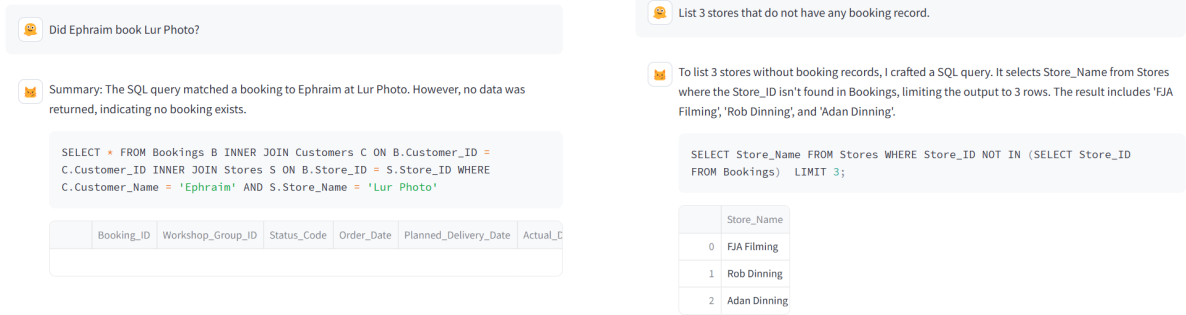 Did Ephraim book Lur Photo?
Summary: The SQL query matched a booking to Ephraim at Lur Photo. However, no data was
returned, indicating no booking exists.
SELECT * FROM Bookings B INNER JOIN Customers C ON B.Customer_ID =
C.Customer_ID INNER JOIN Stores S ON B.Store_ID = S.Store_ID WHERE
C.Customer_Name = 'Ephraim' AND S.Store_Name = 'Lur Photo'
Booking_ID Workshop_Group_ID Status_Code Order_Date Planned_Delivery_Date Actual_D
List 3 stores that do not have any booking record.
To list 3 stores without booking records, I crafted a SQL query. It selects Store_Name from Stores
where the Store_ID isn't found in Bookings, limiting the output to 3 rows. The result includes 'FJA
Filming', 'Rob Dinning', and 'Adan Dinning'.
SELECT Store_Name FROM Stores WHERE Store_ID NOT IN (SELECT Store_ID
FROM Bookings) LIMIT 3;
Store_Name
0 FJA Filming
1 Rob Dinning
2 Adan Dinning